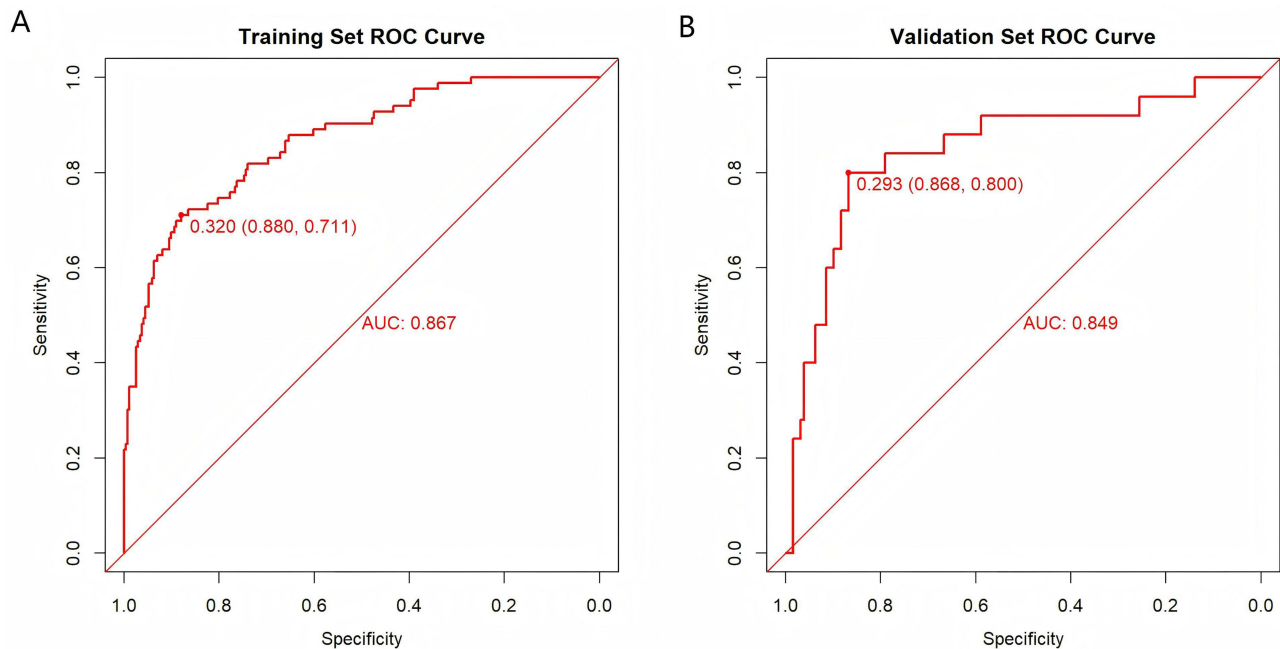 A
Training Set ROC Curve
Sensitivity
1.0
0.8
0.6
0.4
0.2
0.0
0.320 (0.880, 0.711)
AUC: 0.867
1.0 0.8 0.6 0.4 0.2 0.0
Specificity
B
Validation Set ROC Curve
Sensitivity
1.0
0.8
0.6
0.4
0.2
0.0
0.293 (0.868, 0.800)
AUC: 0.849
1.0 0.8 0.6 0.4 0.2 0.0
Specificity